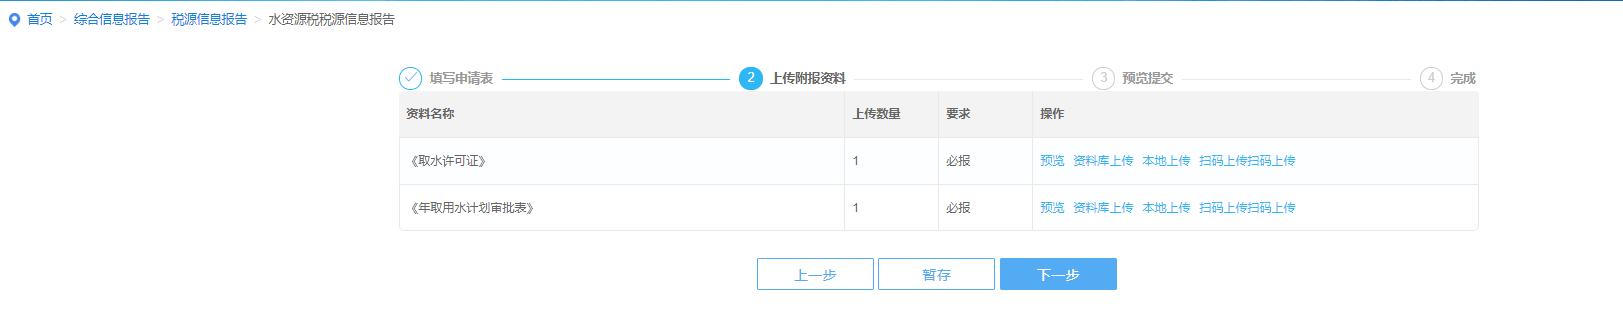 首页 > 综合信息报告 > 税源信息报告 > 水资源税税源信息报告
填写申请表 2 上传附报资料 3 预览提交 4 完成
资料名称 上传数量 要求 操作
《取水许可证》 1 必报 预览 资料库上传 本地上传 扫码上传扫码上传
《年取用水计划审批表》 1 必报 预览 资料库上传 本地上传 扫码上传扫码上传
上一步 暂存 下一步